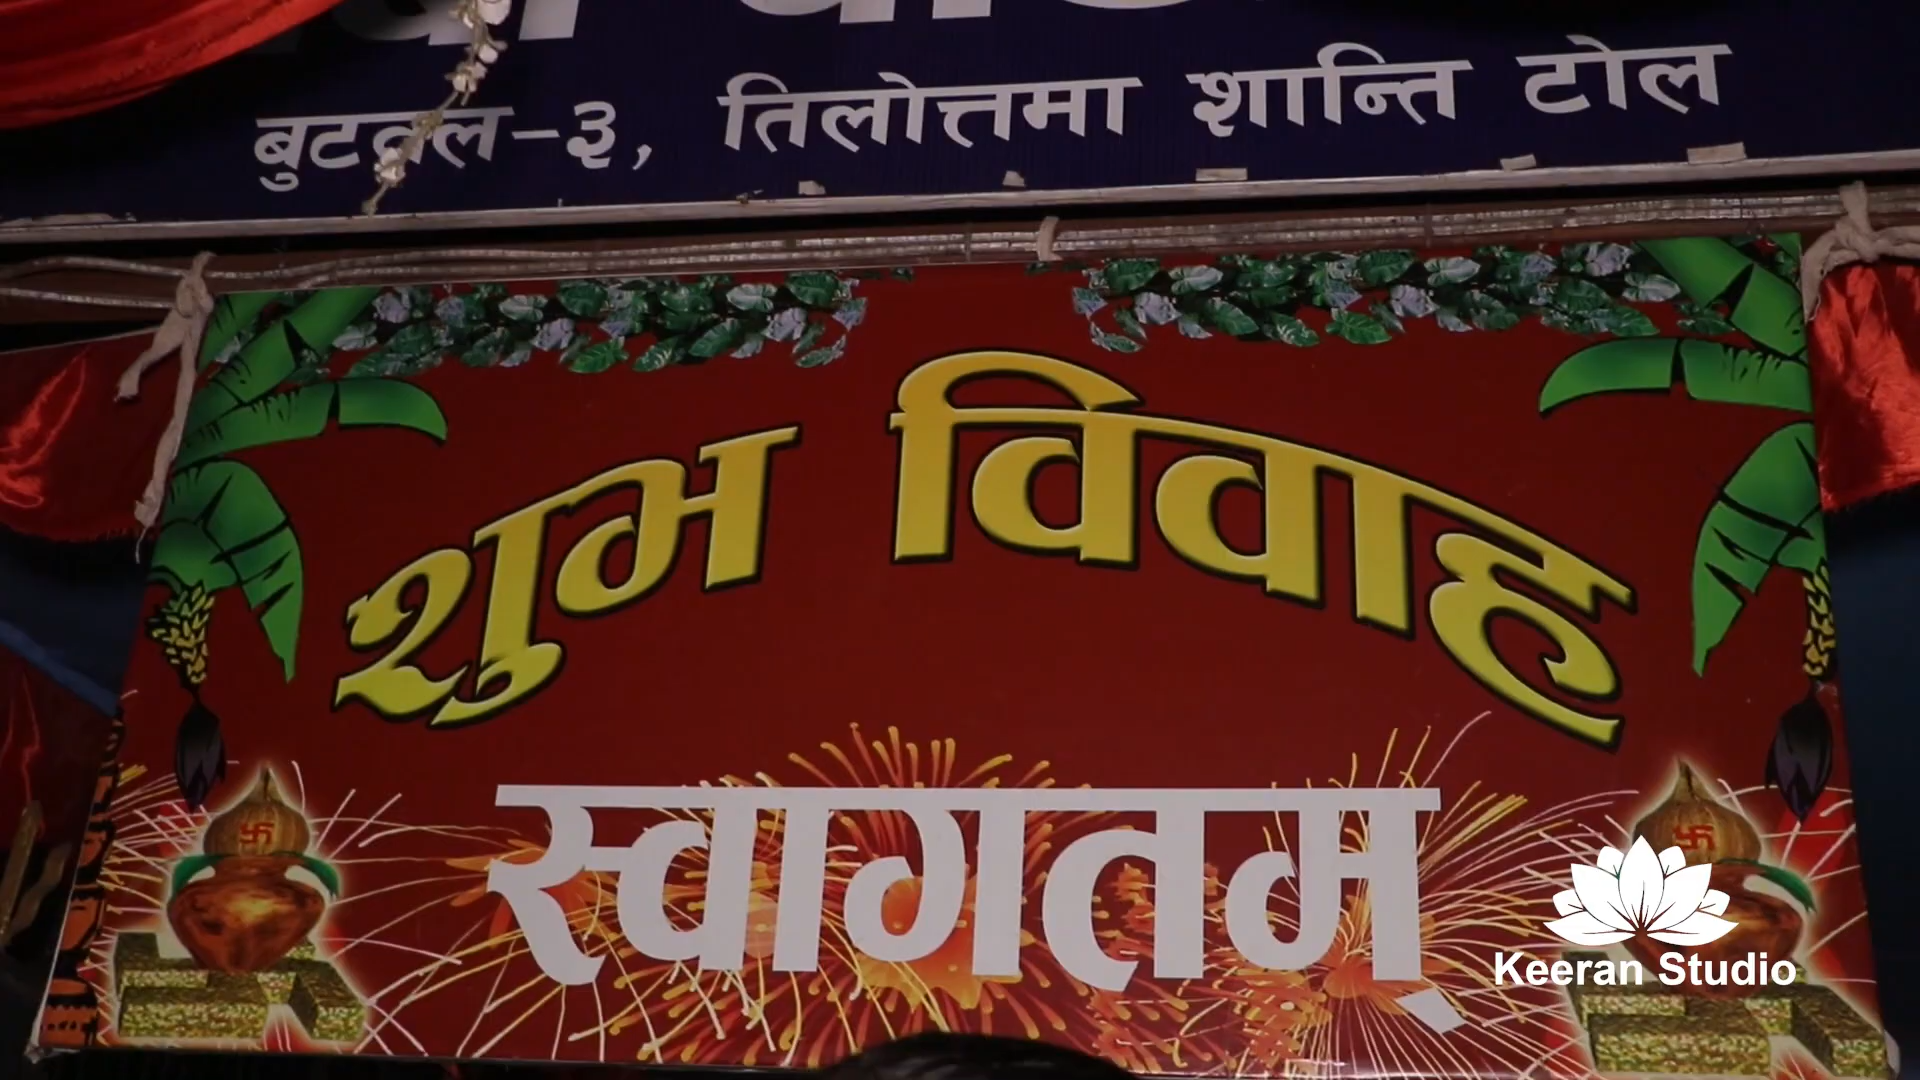 बुटवल-३, तिलोत्तमा शान्ति टोल
शुभ विवाह
स्वागतम्
Keeran Studio